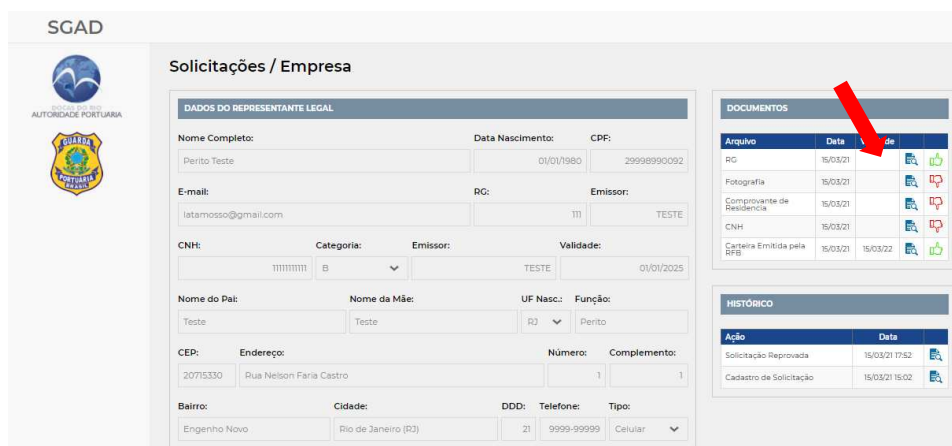 SGAD
DOCAS DO RIO
AUTORIDADE PORTUÁRIA
GUARDA
PORTUÁRIA
BRASIL
Solicitações / Empresa
DADOS DO REPRESENTANTE LEGAL
Nome Completo: Data Nascimento: CPF:
Perito Teste 01/01/1980 29998990092
E-mail: RG: Emissor:
latamosso@gmail.com 111 TESTE
CNH: Categoria: Emissor: Validade:
11111111111 B TESTE 01/01/2025
Nome do Pai: Nome da Mãe: UF Nasc.: Função:
Teste Teste RJ Perito
CEP: Endereço: Número: Complemento:
20715330 Rua Nelson Faria Castro 1 1
Bairro: Cidade: DDD: Telefone: Tipo:
Engenho Novo Rio de Janeiro (RJ) 21 9999-99999 Celular
DOCUMENTOS
Arquivo Data
RG 15/03/21
Fotografia 15/03/21
Comprovante de
Residencia 15/03/21
CNH 15/03/21
Carteira Emitida pela
RFB 15/03/21 15/03/22
HISTÓRICO
Ação Data
Solicitação Reprovada 15/03/21 17:52
Cadastro de Solicitação 15/03/21 15:02